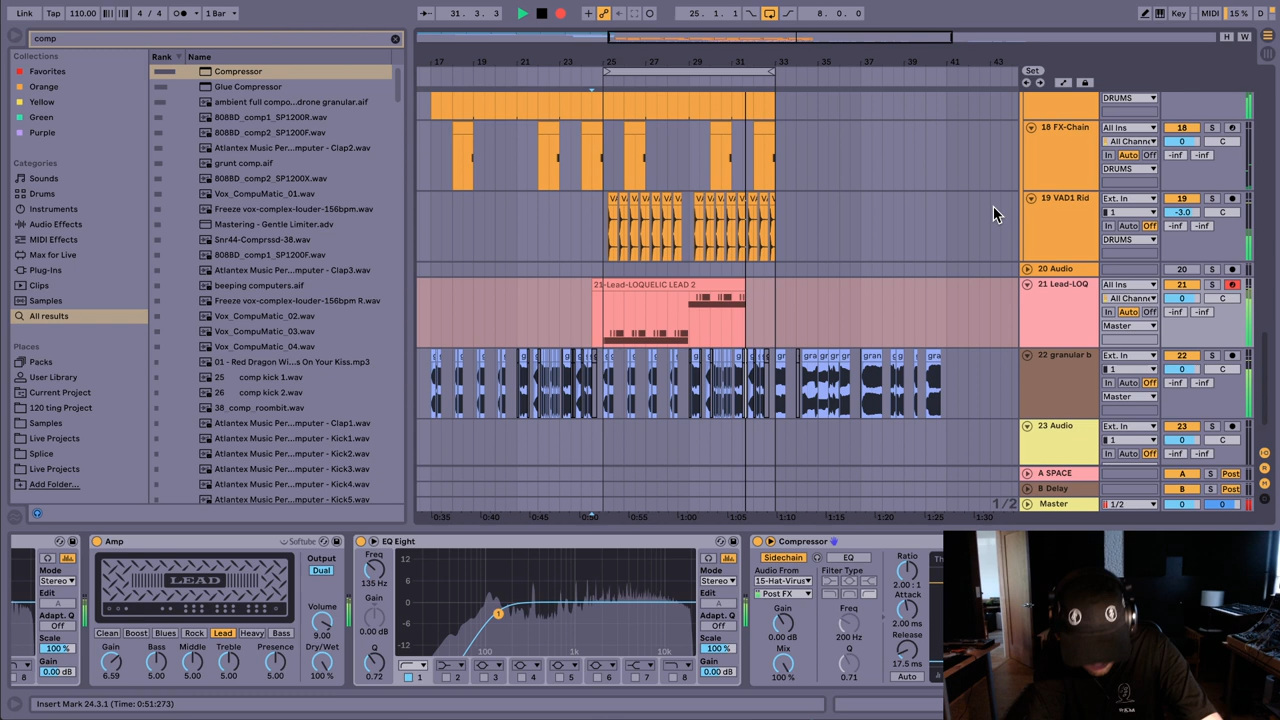 Link Tap 110.00 4 / 4 1 Bar 31. 3. 3 25. 1. 1 8. 0. 0 Key MIDI 15 % D
comp
H W
Collections Rank Name
Favorites
Orange
Yellow
Green
Purple
Categories
Sounds
Drums
Instruments
Audio Effects
MIDI Effects
Max for Live
Plug-Ins
Clips
Samples
All results
Places
Packs
User Library
Current Project
120 ting Project
Samples
Live Projects
Splice
Live Projects
Add Folder...
Compressor
Glue Compressor
ambient full compo...drone granular.aif
808BD_comp1_SP1200R.wav
808BD_comp2_SP1200F.wav
Atlantex Music Per...mputer - Clap2.wav
grunt comp.aif
808BD_comp2_SP1200X.wav
Vox_CompuMatic_01.wav
Freeze vox-complex-louder-156bpm.wav
Mastering - Gentle Limiter.adv
Snr44-Comprssd-38.wav
808BD_comp1_SP1200F.wav
Atlantex Music Per...mputer - Clap3.wav
beeping computers.aif
Freeze vox-complex-louder-156bpm R.wav
Vox_CompuMatic_02.wav
Vox_CompuMatic_03.wav
Vox_CompuMatic_04.wav
01 - Red Dragon Wi...s On Your Kiss.mp3
25 comp kick 1.wav
26 comp kick 2.wav
38_comp_roombit.wav
Atlantex Music Per...mputer - Clap1.wav
Atlantex Music Per...mputer - Kick1.wav
Atlantex Music Per...mputer - Kick2.wav
Atlantex Music Per...mputer - Kick3.wav
Atlantex Music Per...mputer - Kick4.wav
Atlantex Music Per...mputer - Kick5.wav
17 19 21 23 25 27 29 31 33 35 37 39 41 43
Set
DRUMS
18 FX-Chain All Ins 18 S
All Channe 0 C
In Auto Off -inf -inf
DRUMS
19 VAD1 Rid Ext. In 19 S
1 -3.0 C
In Auto Off -inf -inf
DRUMS
20 Audio 20 S
21-Lead-LOQUELIC LEAD 2
21 Lead-LOQ All Ins 21 S
All Channe 0 C
In Auto Off -inf -inf
Master
22 granular b Ext. In 22 S
1 0 C
In Auto Off -inf -inf
Master
23 Audio Ext. In 23 S
1 0 C
In Auto Off -inf -inf
A SPACE A S Post
B Delay B S Post
1/2 Master 1/2 0 0
0:35 0:40 0:45 0:50 0:55 1:00 1:05 1:10 1:15 1:20 1:25 1:30
Mode
Stereo
Edit
A
Adapt. Q
Off
Scale
100 %
Gain
0.00 dB
8
Amp Softube
LEAD
Output
Dual
Volume
9.00
Clean Boost Blues Rock Lead Heavy Bass
Gain Bass Middle Treble Presence Dry/Wet
6.59 5.00 5.00 5.00 5.00 100 %
EQ Eight
Freq
135 Hz
Gain
0.00 dB
Q
0.72
12
6
0
-6
-12
100 1k 10k
1
1 2 3 4 5 6 7 8
Mode
Stereo
Edit
A
Adapt. Q
Off
Scale
100 %
Gain
0.00 dB
Compressor
Sidechain EQ
Audio From Filter Type
15-Hat-Virus
Post FX
Gain Freq
0.00 dB 200 Hz
Mix Q
100 % 0.71
Ratio
2.00 : 1
Attack
2.00 ms
Release
17.5 ms
Auto
Th
Insert Mark 24.3.1 (Time: 0:51:273)